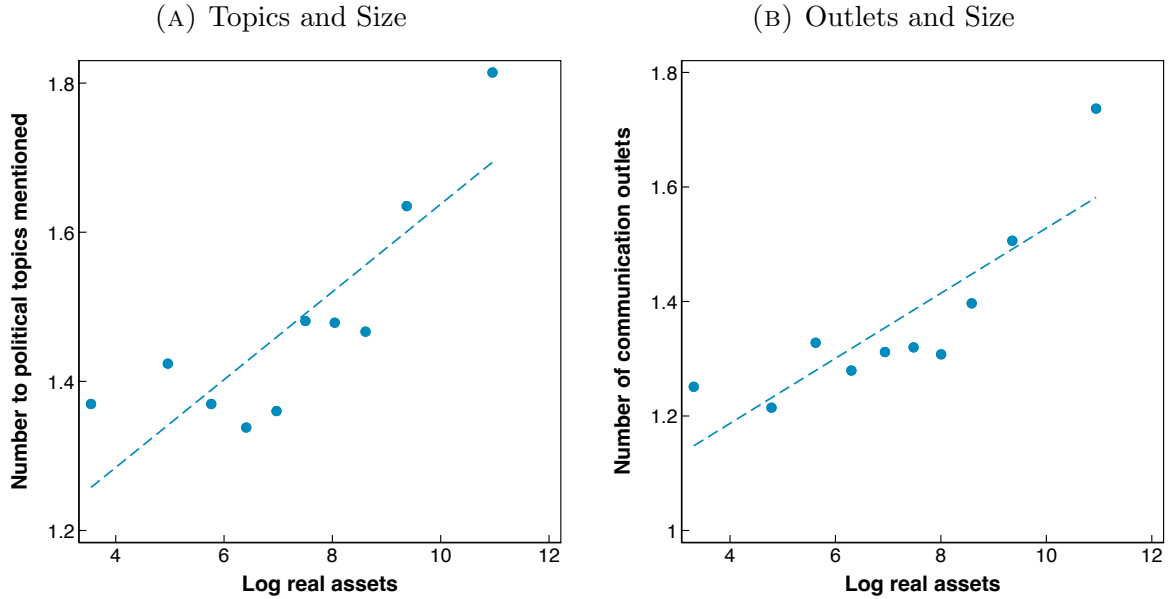 (A) Topics and Size
Number to political topics mentioned
1.8
1.6
1.4
1.2
4 6 8 10 12
Log real assets
(B) Outlets and Size
Number of communication outlets
1.8
1.6
1.4
1.2
1
4 6 8 10 12
Log real assets